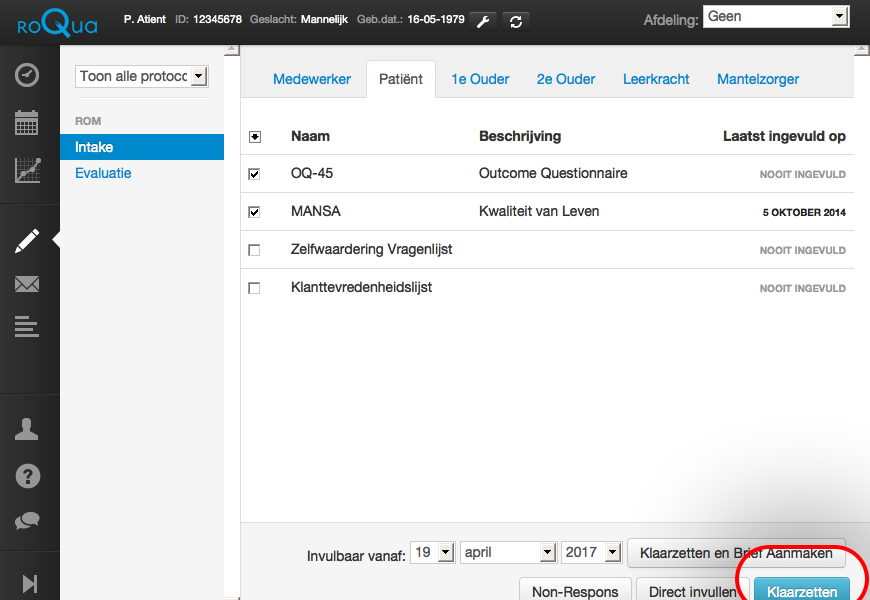 roQua P. Atient ID: 12345678 Geslacht: Mannelijk Geb.dat.: 16-05-1979 Afdeling: Geen
Toon alle protocc
Medewerker Patiënt 1e Ouder 2e Ouder Leerkracht Mantelzorger
ROM
Intake
Evaluatie
Naam Beschrijving Laatst ingevuld op
OQ-45 Outcome Questionnaire NOOIT INGEVULD
MANSA Kwaliteit van Leven 5 OKTOBER 2014
Zelfwaardering Vragenlijst NOOIT INGEVULD
Klanttevredenheidslijst NOOIT INGEVULD
Invulbaar vanaf: 19 april 2017 Klaarzetten en Brief Aanmaken
Non-Respons Direct invullen Klaarzetten